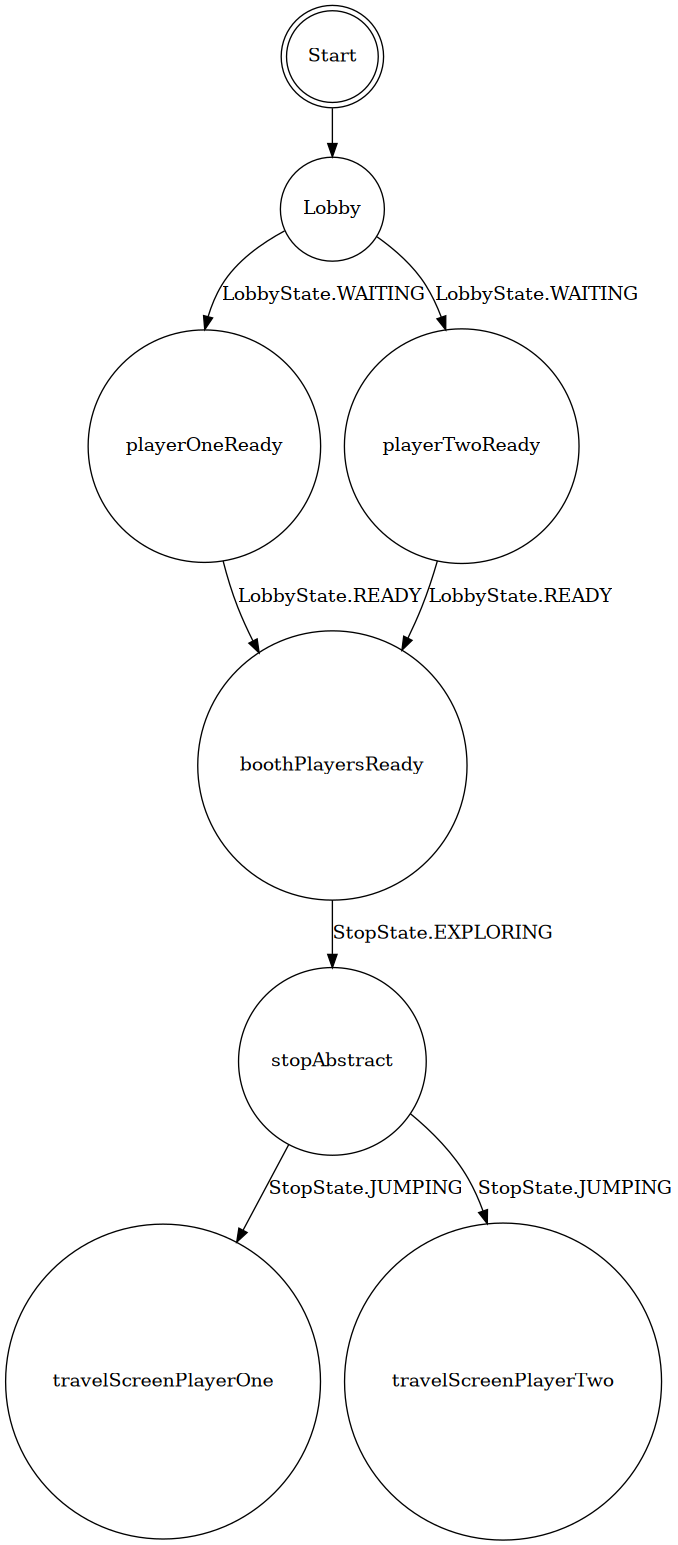 Start
Lobby
LobbyState.WAITING
LobbyState.WAITING
playerOneReady
playerTwoReady
LobbyState.READY
LobbyState.READY
boothPlayersReady
StopState.EXPLORING
stopAbstract
StopState.JUMPING
StopState.JUMPING
travelScreenPlayerOne
travelScreenPlayerTwo